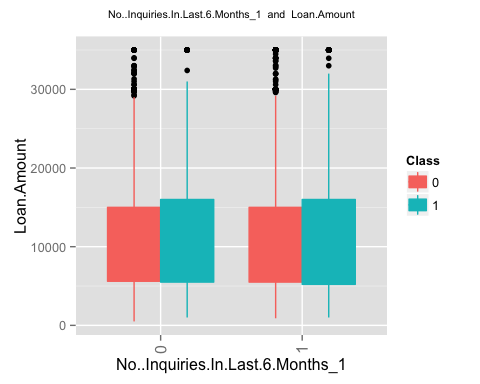 No..Inquiries.In.Last.6.Months_1 and Loan.Amount
Loan.Amount
30000
20000
10000
0
0
1
No..Inquiries.In.Last.6.Months_1
Class
0
1